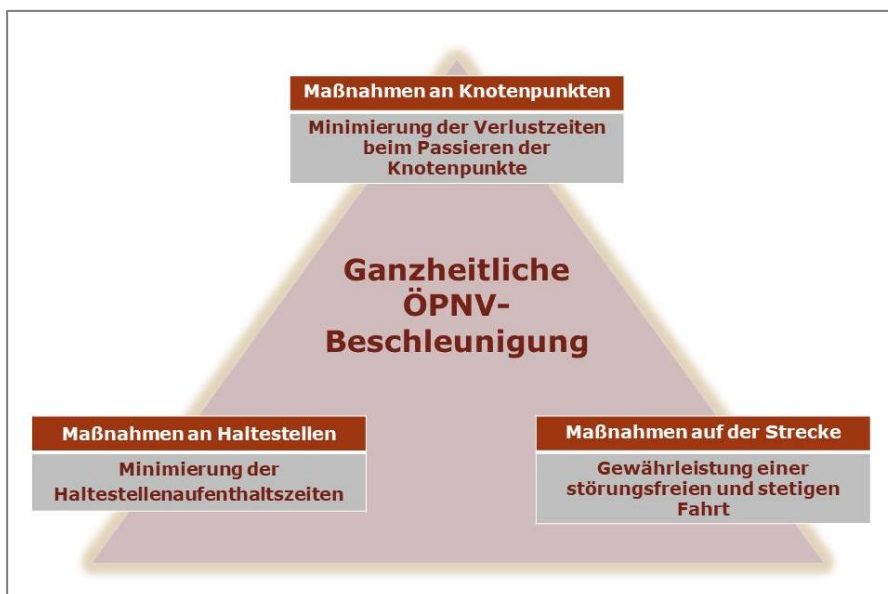 Maßnahmen an Knotenpunkten
Minimierung der Verlustzeiten
beim Passieren der
Knotenpunkte
Ganzheitliche
ÖPNV-
Beschleunigung
Maßnahmen an Haltestellen
Minimierung der
Haltestellenaufenthaltszeiten
Maßnahmen auf der Strecke
Gewährleistung einer
störungsfreien und stetigen
Fahrt